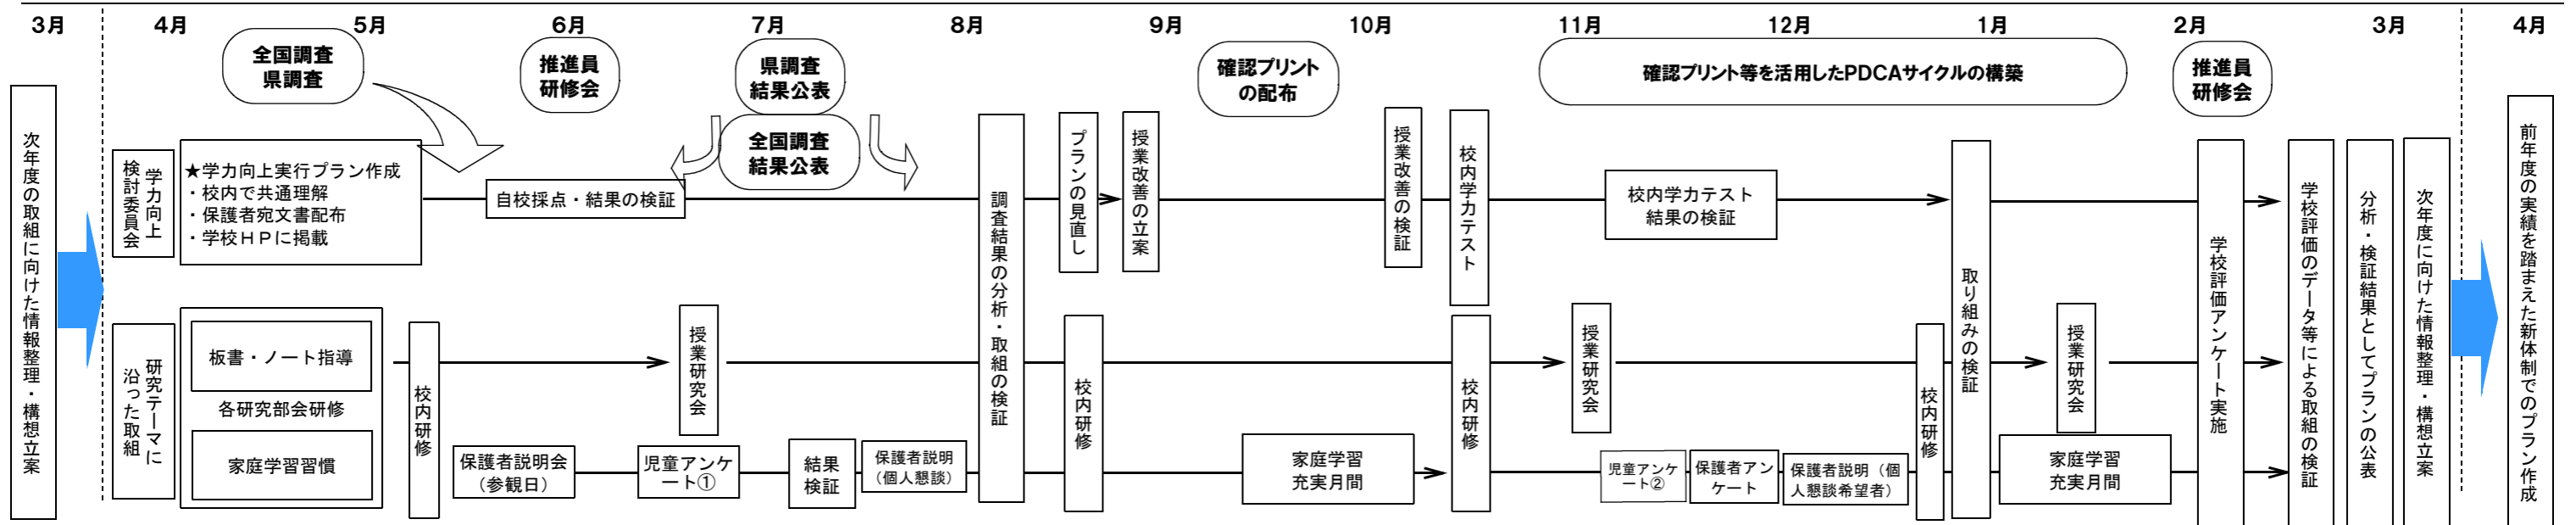 3月
4月
5月
6月
7月
8月
9月
10月
11月
12月
1月
2月
3月
4月
全国調査
県調査
推進員
研修会
県調査
結果公表
全国調査
結果公表
確認プリント
の配布
確認プリント等を活用したPDCAサイクルの構築
推進員
研修会
次年度の取組に向けた情報整理・構想立案
学力向上
検討委員会
★学力向上実行プラン作成
・校内で共通理解
・保護者宛文書配布
・学校ＨＰに掲載
自校採点・結果の検証
調査結果の分析・取組の検証
プランの見直し
授業改善の立案
授業改善の検証
校内学力テスト
校内学力テスト
結果の検証
取り組みの検証
学校評価アンケート実施
学校評価のデータ等による取組の検証
分析・検証結果としてプランの公表
次年度に向けた情報整理・構想立案
前年度の実績を踏まえた新体制でのプラン作成
研究テーマに
沿った取組
板書・ノート指導
各研究部会研修
家庭学習習慣
校内研修
保護者説明会
（参観日）
授業研究会
児童アンケ
ート①
結果
検証
保護者説明
（個人懇談）
校内研修
家庭学習
充実月間
校内研修
授業研究会
児童アンケ
ート②
保護者アン
ケート
保護者説明（個
人懇談希望者）
校内研修
授業研究会
家庭学習
充実月間